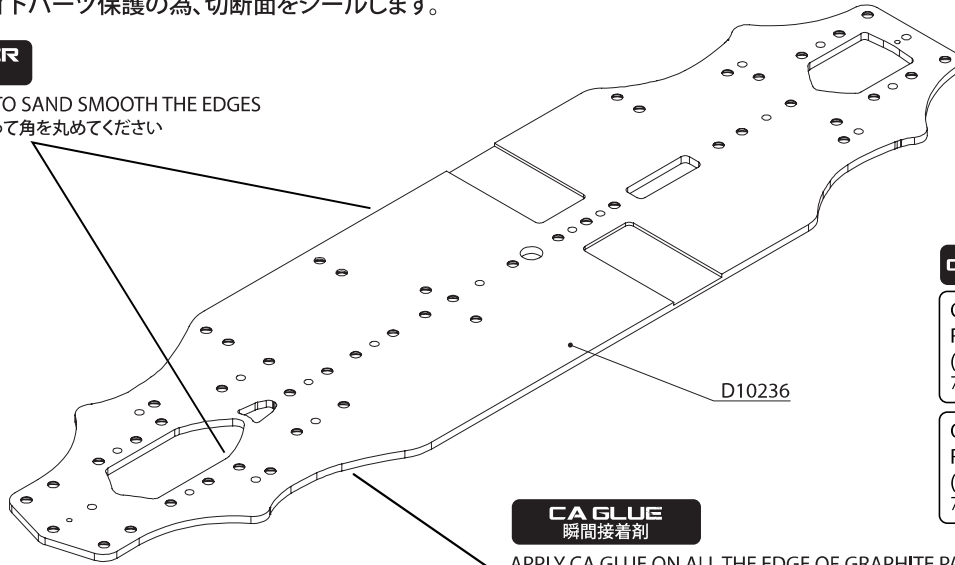 イトパーツ保護の為、切断面をシールします。
ER
TO SAND SMOOTH THE EDGES
って角を丸めてください
D10236
CA GLUE
瞬間接着剤
APPLY CA GLUE ON ALL THE EDGE OF GRAPHITE PA